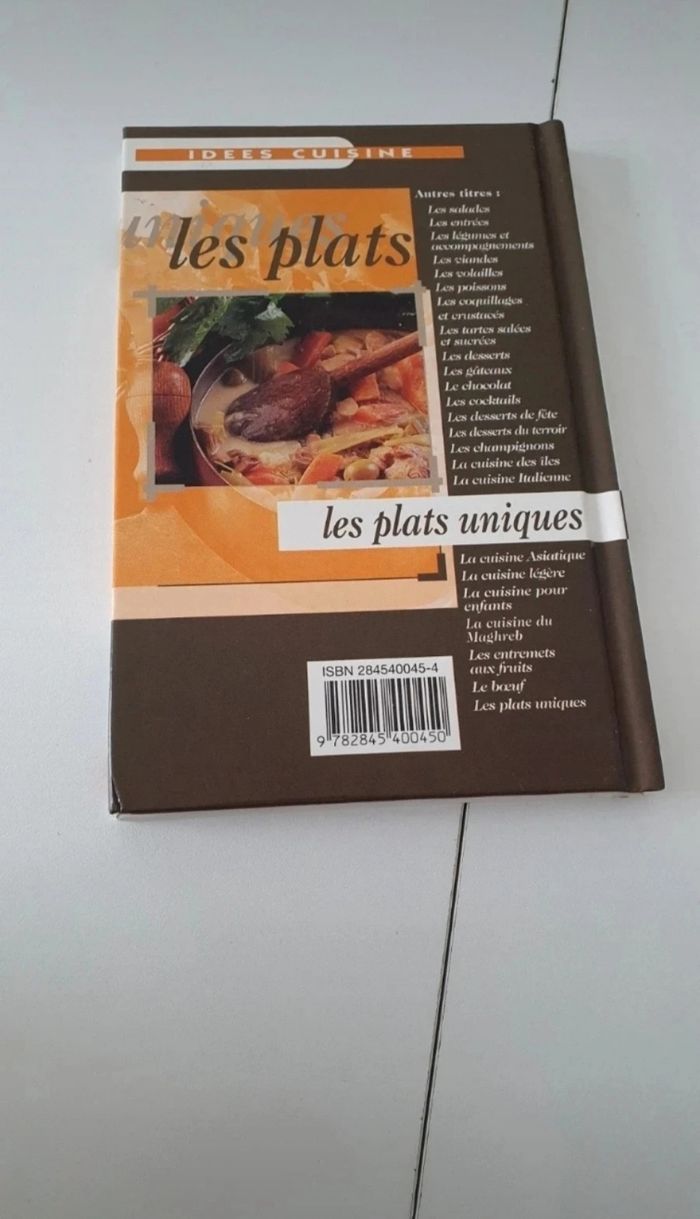 IDEES CUISINE
uniques
les plats
Autres titres :
Les salades
Les entrées
Les légumes et
accompagnements
Les viandes
Les volailles
Les poissons
Les coquillages
et crustacés
Les tartes salées
et sucrées
Les desserts
Les gâteaux
Le chocolat
Les cocktails
Les desserts de fête
Les desserts du terroir
Les champignons
La cuisine des îles
La cuisine Italienne
les plats uniques
La cuisine Asiatique
La cuisine légère
La cuisine pour
enfants
La cuisine du
Maghreb
Les entremets
aux fruits
Le bœuf
Les plats uniques
ISBN 284540045-4
9 782845 400450